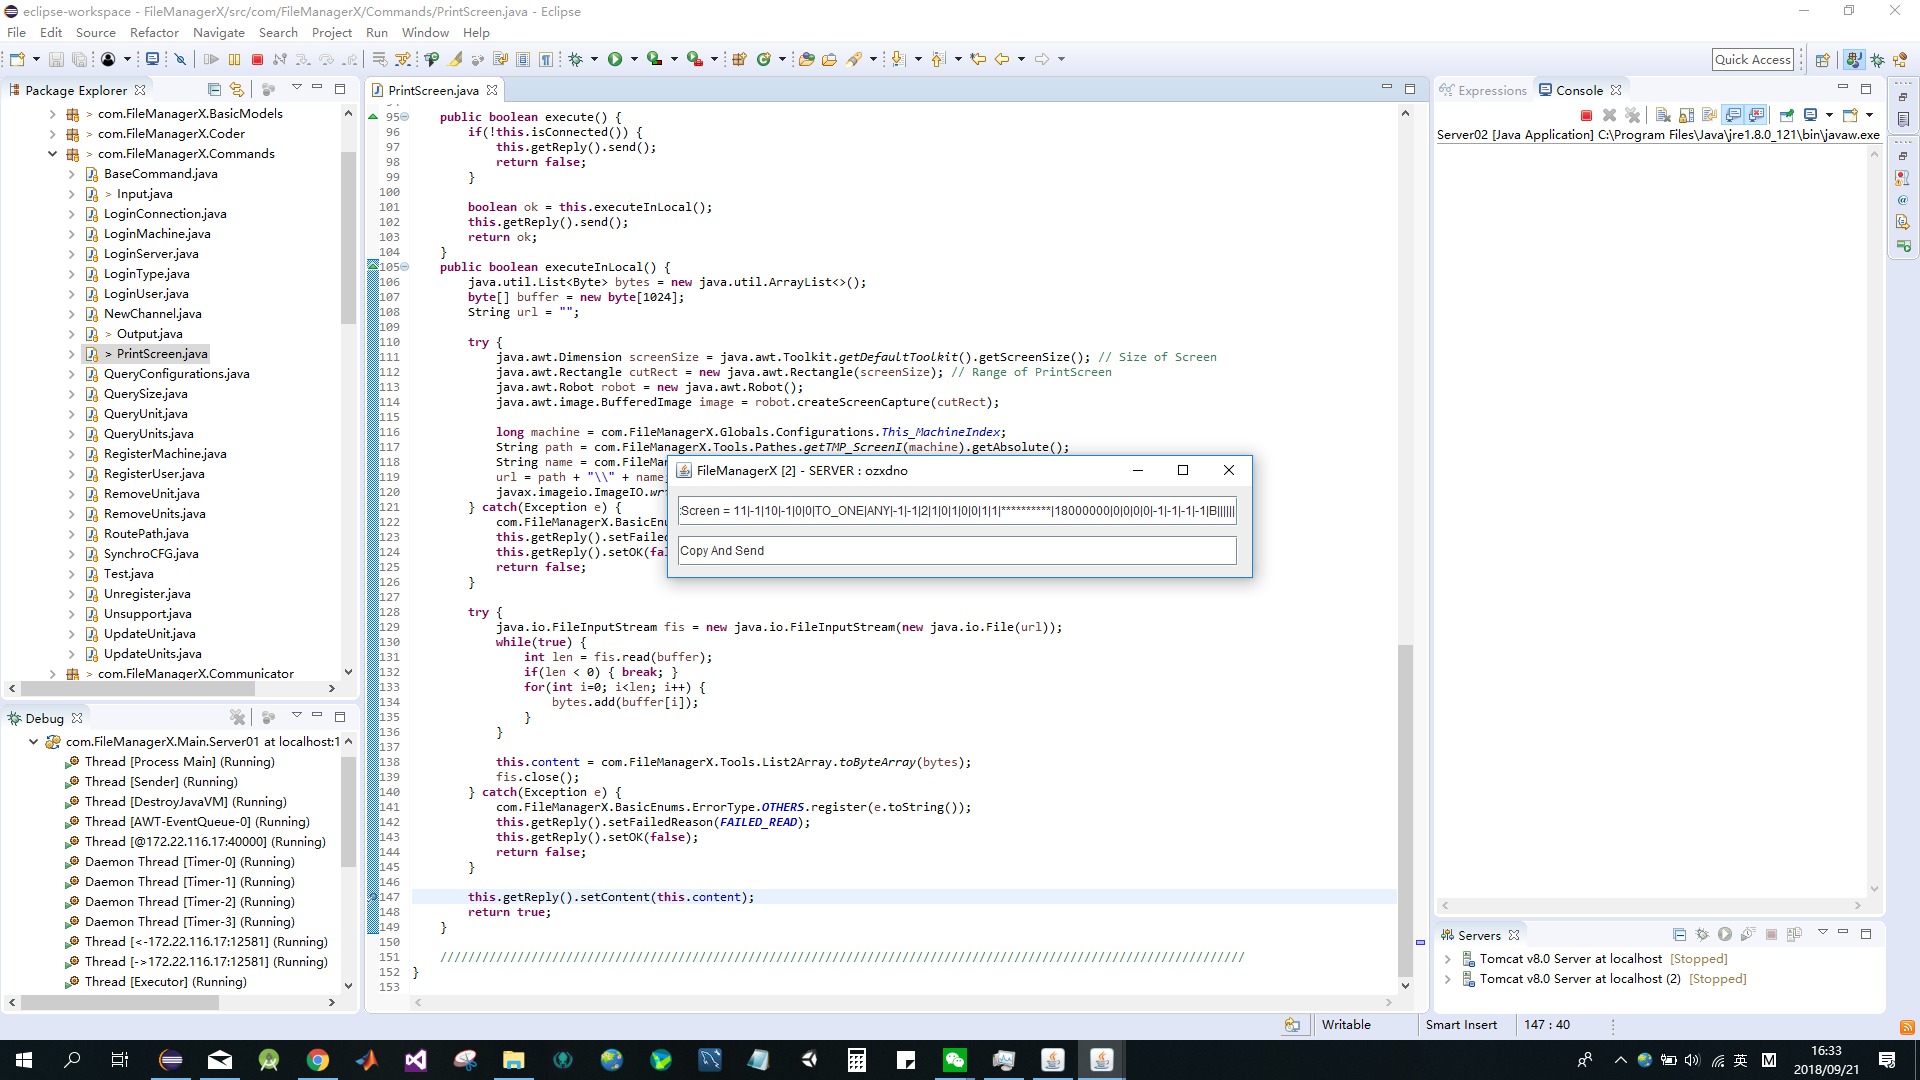 eclipse-workspace - FileManagerX/src/com/FileManagerX/Commands/PrintScreen.java - Eclipse
File Edit Source Refactor Navigate Search Project Run Window Help
Quick Access
Package Explorer
> com.FileManagerX.BasicModels
> com.FileManagerX.Coder
> com.FileManagerX.Commands
BaseCommand.java
> Input.java
LoginConnection.java
LoginMachine.java
LoginServer.java
LoginType.java
LoginUser.java
NewChannel.java
> Output.java
> PrintScreen.java
QueryConfigurations.java
QuerySize.java
QueryUnit.java
QueryUnits.java
RegisterMachine.java
RegisterUser.java
RemoveUnit.java
RemoveUnits.java
RoutePath.java
SynchroCFG.java
Test.java
Unregister.java
Unsupport.java
UpdateUnit.java
UpdateUnits.java
> com.FileManagerX.Communicator
Debug
com.FileManagerX.Main.Server01 at localhost:1
Thread [Process Main] (Running)
Thread [Sender] (Running)
Thread [DestroyJavaVM] (Running)
Thread [AWT-EventQueue-0] (Running)
Thread [@172.22.116.17:40000] (Running)
Daemon Thread [Timer-0] (Running)
Daemon Thread [Timer-1] (Running)
Daemon Thread [Timer-2] (Running)
Daemon Thread [Timer-3] (Running)
Thread [<-172.22.116.17:12581] (Running)
Thread [->172.22.116.17:12581] (Running)
Thread [Executor] (Running)
PrintScreen.java
95 public boolean execute() {
96 if(!this.isConnected()) {
97 this.getReply().send();
98 return false;
99 }
100
101 boolean ok = this.executeInLocal();
102 this.getReply().send();
103 return ok;
104 }
105 public boolean executeInLocal() {
106 java.util.List<Byte> bytes = new java.util.ArrayList<>();
107 byte[] buffer = new byte[1024];
108 String url = "";
109
110 try {
111 java.awt.Dimension screenSize = java.awt.Toolkit.getDefaultToolkit().getScreenSize(); // Size of Screen
112 java.awt.Rectangle cutRect = new java.awt.Rectangle(screenSize); // Range of PrintScreen
113 java.awt.Robot robot = new java.awt.Robot();
114 java.awt.image.BufferedImage image = robot.createScreenCapture(cutRect);
115
116 long machine = com.FileManagerX.Globals.Configurations.This_MachineIndex;
117 String path = com.FileManagerX.Tools.Pathes.getTMP_ScreenI(machine).getAbsolute();
118 String name = com.FileMan
119 url = path + "\\" + name
120 javax.imageio.ImageIO.wr
121 } catch(Exception e) {
122 com.FileManagerX.BasicEnu
123 this.getReply().setFailed
124 this.getReply().setOK(fa
125 return false;
126 }
127
128 try {
129 java.io.FileInputStream fis = new java.io.FileInputStream(new java.io.File(url));
130 while(true) {
131 int len = fis.read(buffer);
132 if(len < 0) { break; }
133 for(int i=0; i<len; i++) {
134 bytes.add(buffer[i]);
135 }
136 }
137
138 this.content = com.FileManagerX.Tools.List2Array.toByteArray(bytes);
139 fis.close();
140 } catch(Exception e) {
141 com.FileManagerX.BasicEnums.ErrorType.OTHERS.register(e.toString());
142 this.getReply().setFailedReason(FAILED_READ);
143 this.getReply().setOK(false);
144 return false;
145 }
146
147 this.getReply().setContent(this.content);
148 return true;
149 }
150
151 ///////////////////////////////////////////////////////////////////////////////////////////////////////////////////
152 }
153
FileManagerX [2] - SERVER : ozxdno
:Screen = 11|-1|10|-1|0|0|TO_ONE|ANY|-1|-1|2|1|0|1|0|0|1|1|**********|18000000|0|0|0|0|-1|-1|-1|-1|B||||||
Copy And Send
Expressions Console
Server02 [Java Application] C:\Program Files\Java\jre1.8.0_121\bin\javaw.exe
Servers
Tomcat v8.0 Server at localhost [Stopped]
Tomcat v8.0 Server at localhost (2) [Stopped]
Writable Smart Insert 147 : 40
英 M
16:33
2018/09/21